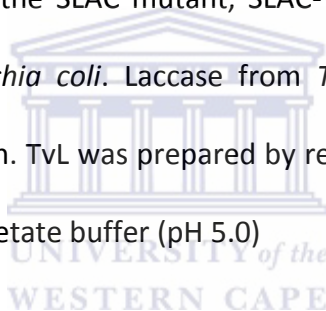 the SLAC mutant, SLAC-
chia coli. Laccase from T
n. TvL was prepared by re
etate buffer (pH 5.0)
UNIVERSITY of the
WESTERN CAPE